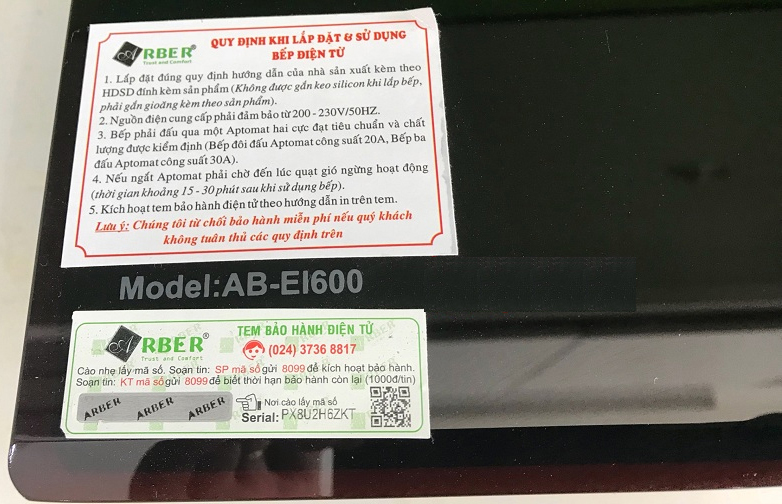 ARBER®
Trust and Comfort
QUY ĐỊNH KHI LẮP ĐẶT & SỬ DỤNG
BẾP ĐIỆN TỪ
1. Lắp đặt đúng quy định hướng dẫn của nhà sản xuất kèm theo
HDSD đính kèm sản phẩm (Không được gắn keo silicon khi lắp bếp,
phải gắn gioăng kèm theo sản phẩm).
2. Nguồn điện cung cấp phải đảm bảo từ 200 - 230V/50HZ.
3. Bếp phải đấu qua một Aptomat hai cực đạt tiêu chuẩn và chất
lượng được kiểm định (Bếp đôi đấu Aptomat công suất 20A, Bếp ba
đấu Aptomat công suất 30A).
4. Nếu ngắt Aptomat phải chờ đến lúc quạt gió ngừng hoạt động
(thời gian khoảng 15 - 30 phút sau khi sử dụng bếp).
5. Kích hoạt tem bảo hành điện tử theo hướng dẫn in trên tem.
Lưu ý: Chúng tôi từ chối bảo hành miễn phí nếu quý khách
không tuân thủ các quy định trên
Model:AB-EI600
ARBER®
Trust and Comfort
TEM BẢO HÀNH ĐIỆN TỬ
(024) 3736 8817
Cào nhẹ lấy mã số. Soạn tin: SP mã số gửi 8099 để kích hoạt bảo hành.
Soạn tin: KT mã số gửi 8099 để biết thời hạn bảo hành còn lại (1000đ/tin)
ARBER ARBER ARBER
Nơi cào lấy mã số
Serial: PX8U2H6ZKT